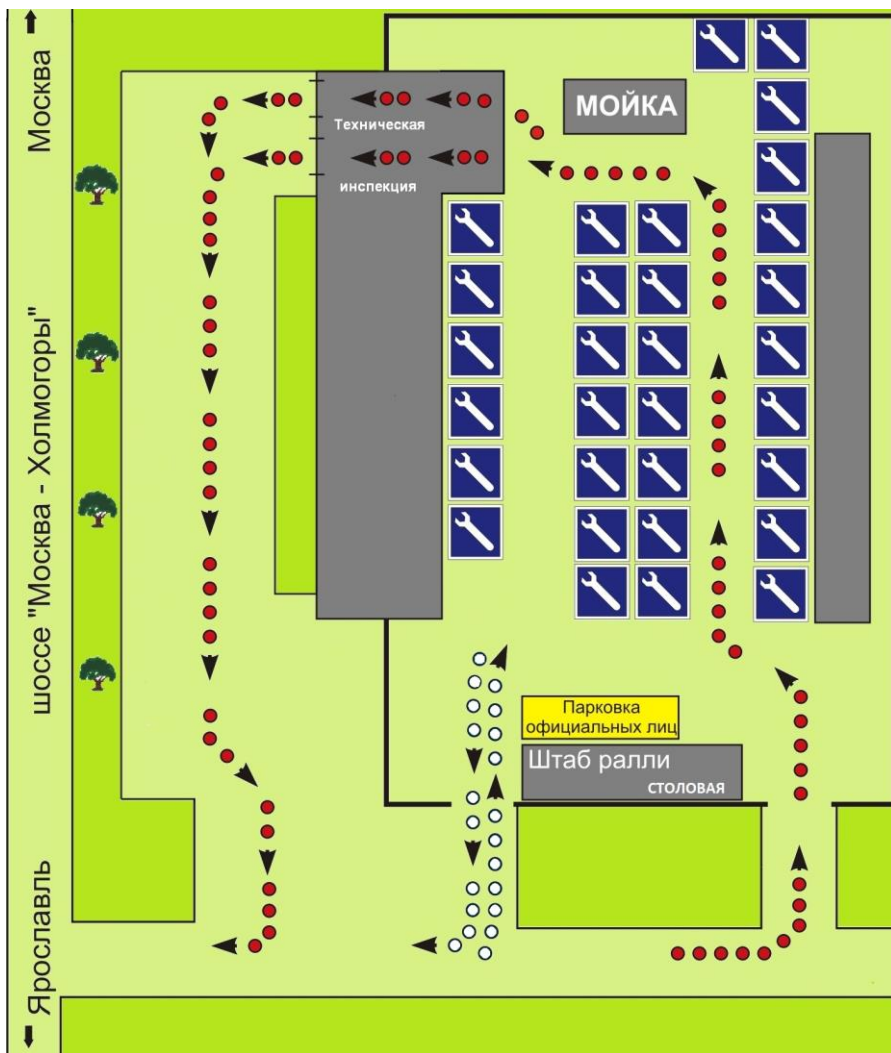 Москва
шоссе "Москва - Холмогоры"
Ярославль
Техническая
инспекция
МОЙКА
Парковка
официальных лиц
Штаб ралли
СТОЛОВАЯ